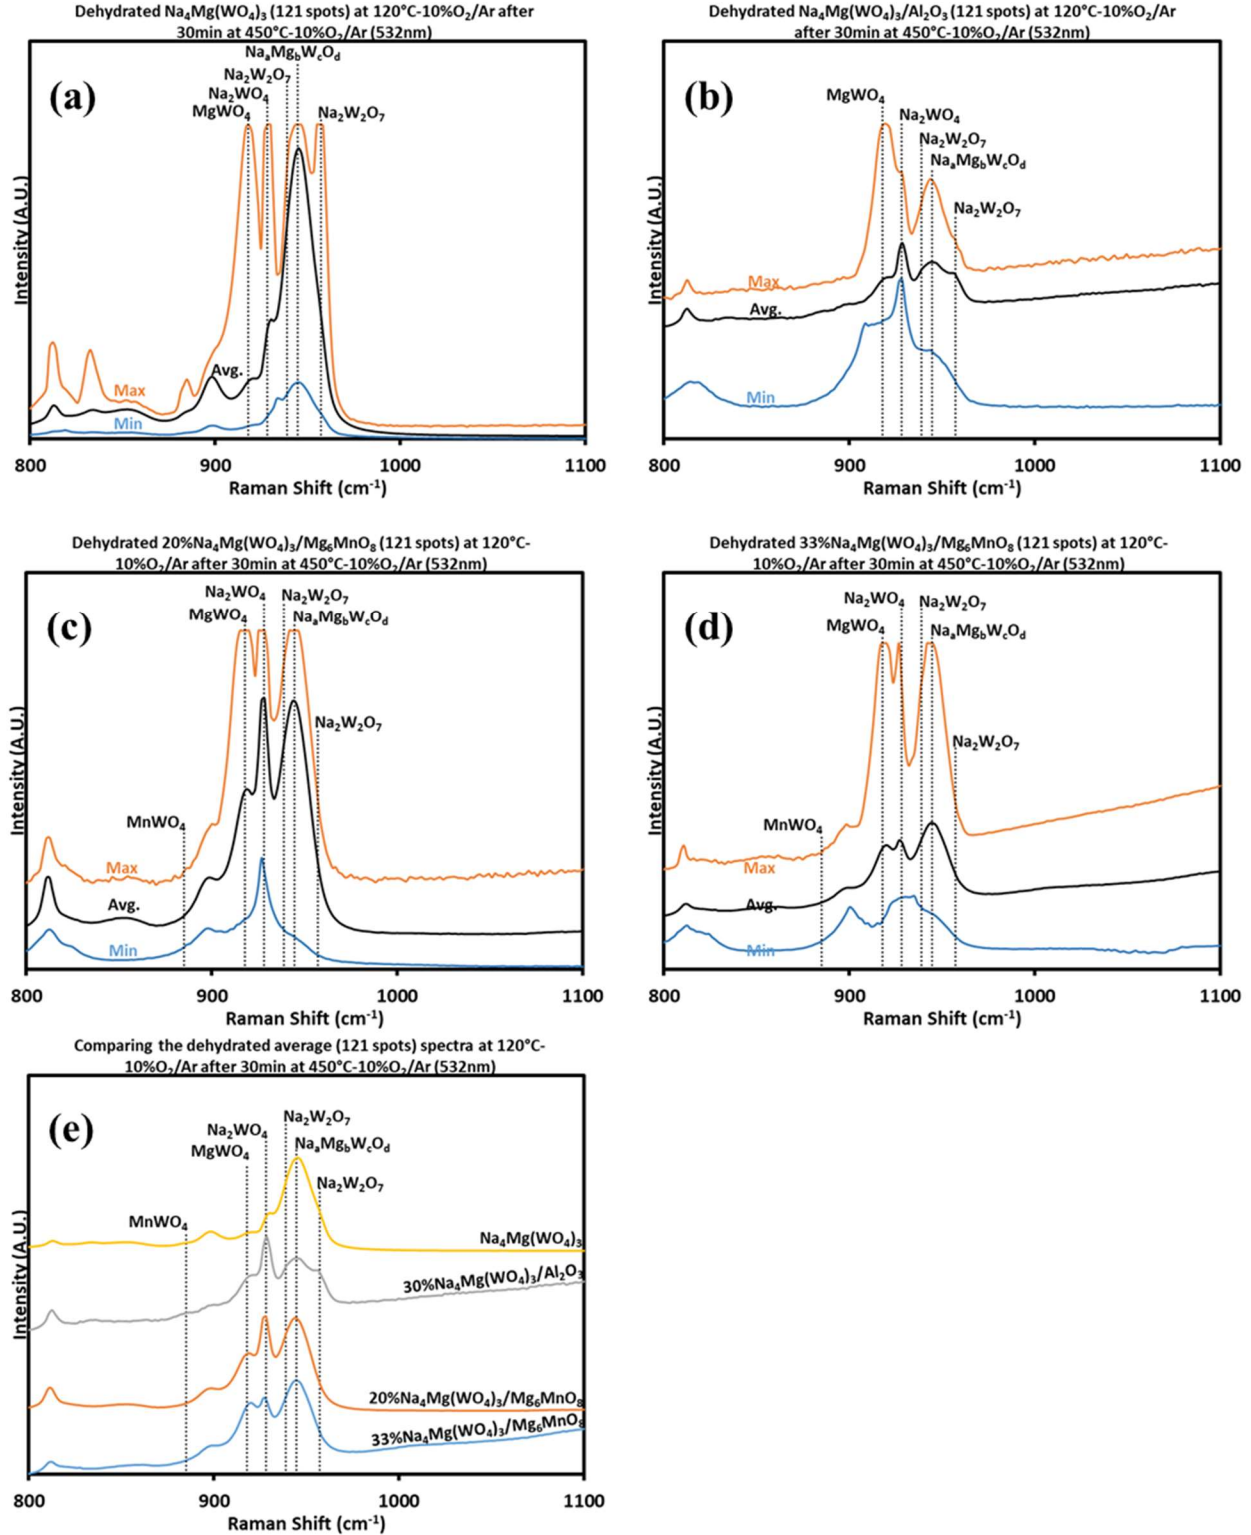 Dehydrated Na₄Mg(WO₄)₃ (121 spots) at 120°C-10%O₂/Ar after
30min at 450°C-10%O₂/Ar (532nm)
(a)
NaₐMg_bW_cO_d
Na₂W₂O₇
Na₂WO₄
MgWO₄
Na₂W₂O₇
Avg.
Max
Min
Intensity (A.U.)
800 900 1000 1100
Raman Shift (cm⁻¹)
Dehydrated Na₄Mg(WO₄)₃/Al₂O₃ (121 spots) at 120°C-10%O₂/Ar
after 30min at 450°C-10%O₂/Ar (532nm)
(b)
MgWO₄
Na₂WO₄
Na₂W₂O₇
NaₐMg_bW_cO_d
Na₂W₂O₇
Max
Avg.
Min
Intensity (A.U.)
800 900 1000 1100
Raman Shift (cm⁻¹)
Dehydrated 20%Na₄Mg(WO₄)₃/Mg₆MnO₈ (121 spots) at 120°C-
10%O₂/Ar after 30min at 450°C-10%O₂/Ar (532nm)
(c)
Na₂WO₄ Na₂W₂O₇
MgWO₄ NaₐMg_bW_cO_d
Na₂W₂O₇
MnWO₄
Max
Avg.
Min
Intensity (A.U.)
800 900 1000 1100
Raman Shift (cm⁻¹)
Dehydrated 33%Na₄Mg(WO₄)₃/Mg₆MnO₈ (121 spots) at 120°C-
10%O₂/Ar after 30min at 450°C-10%O₂/Ar (532nm)
(d)
Na₂WO₄ Na₂W₂O₇
MgWO₄ NaₐMg_bW_cO_d
Na₂W₂O₇
MnWO₄
Max
Avg.
Min
Intensity (A.U.)
800 900 1000 1100
Raman Shift (cm⁻¹)
Comparing the dehydrated average (121 spots) spectra at 120°C-
10%O₂/Ar after 30min at 450°C-10%O₂/Ar (532nm)
(e)
Na₂W₂O₇
Na₂WO₄
MgWO₄ NaₐMg_bW_cO_d
Na₂W₂O₇
MnWO₄
Na₄Mg(WO₄)₃
30%Na₄Mg(WO₄)₃/Al₂O₃
20%Na₄Mg(WO₄)₃/Mg₆MnO₈
33%Na₄Mg(WO₄)₃/Mg₆MnO₈
Intensity (A.U.)
800 900 1000 1100
Raman Shift (cm⁻¹)